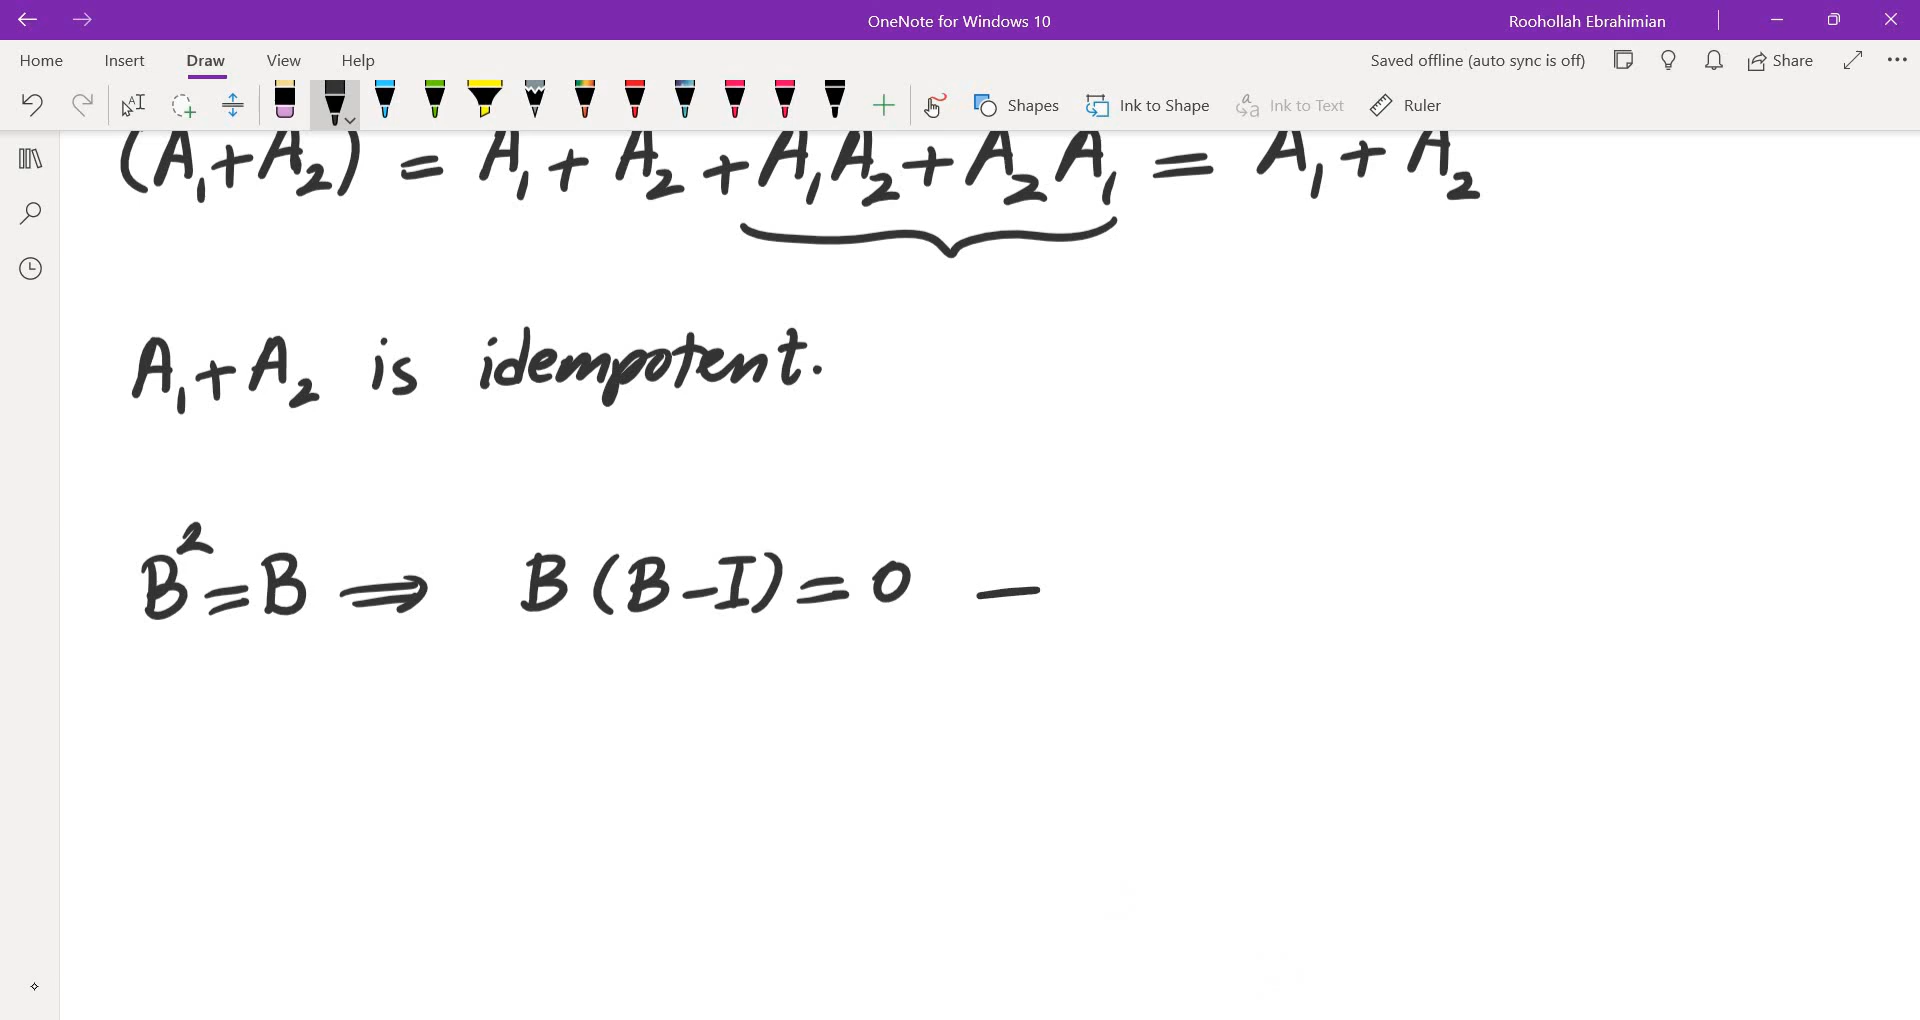 OneNote for Windows 10 Roohollah Ebrahimian
Home Insert Draw View Help Saved offline (auto sync is off) Share
Shapes Ink to Shape Ink to Text Ruler
(A₁+A₂) = A₁ + A₂ + A₁A₂ + A₂A₁ = A₁ + A₂
A₁+A₂ is idempotent.
B²=B ⟹ B(B-I)=0 —